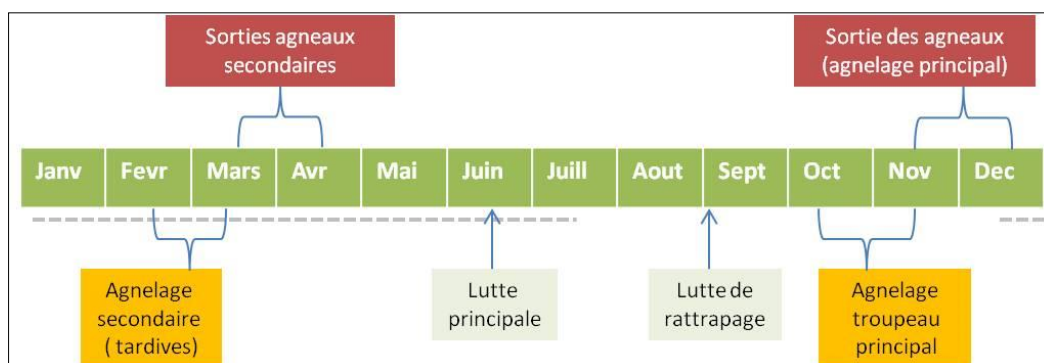 Sorties agneaux
secondaires
Sortie des agneaux
(agnelage principal)
Janv Fevr Mars Avr Mai Juin Juill Aout Sept Oct Nov Dec
Agnelage
secondaire
( tardives)
Lutte
principale
Lutte de
rattrapage
Agnelage
troupeau
principal